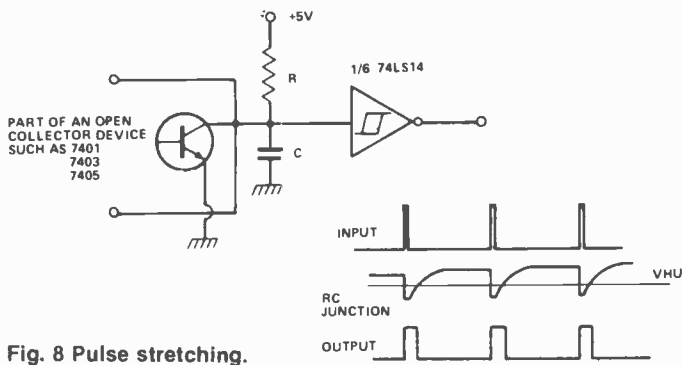 +5V
R
1/6 74LS14
PART OF AN OPEN
COLLECTOR DEVICE
SUCH AS 7401
7403
7405
C
INPUT
VHU
RC
JUNCTION
OUTPUT
Fig. 8 Pulse stretching.